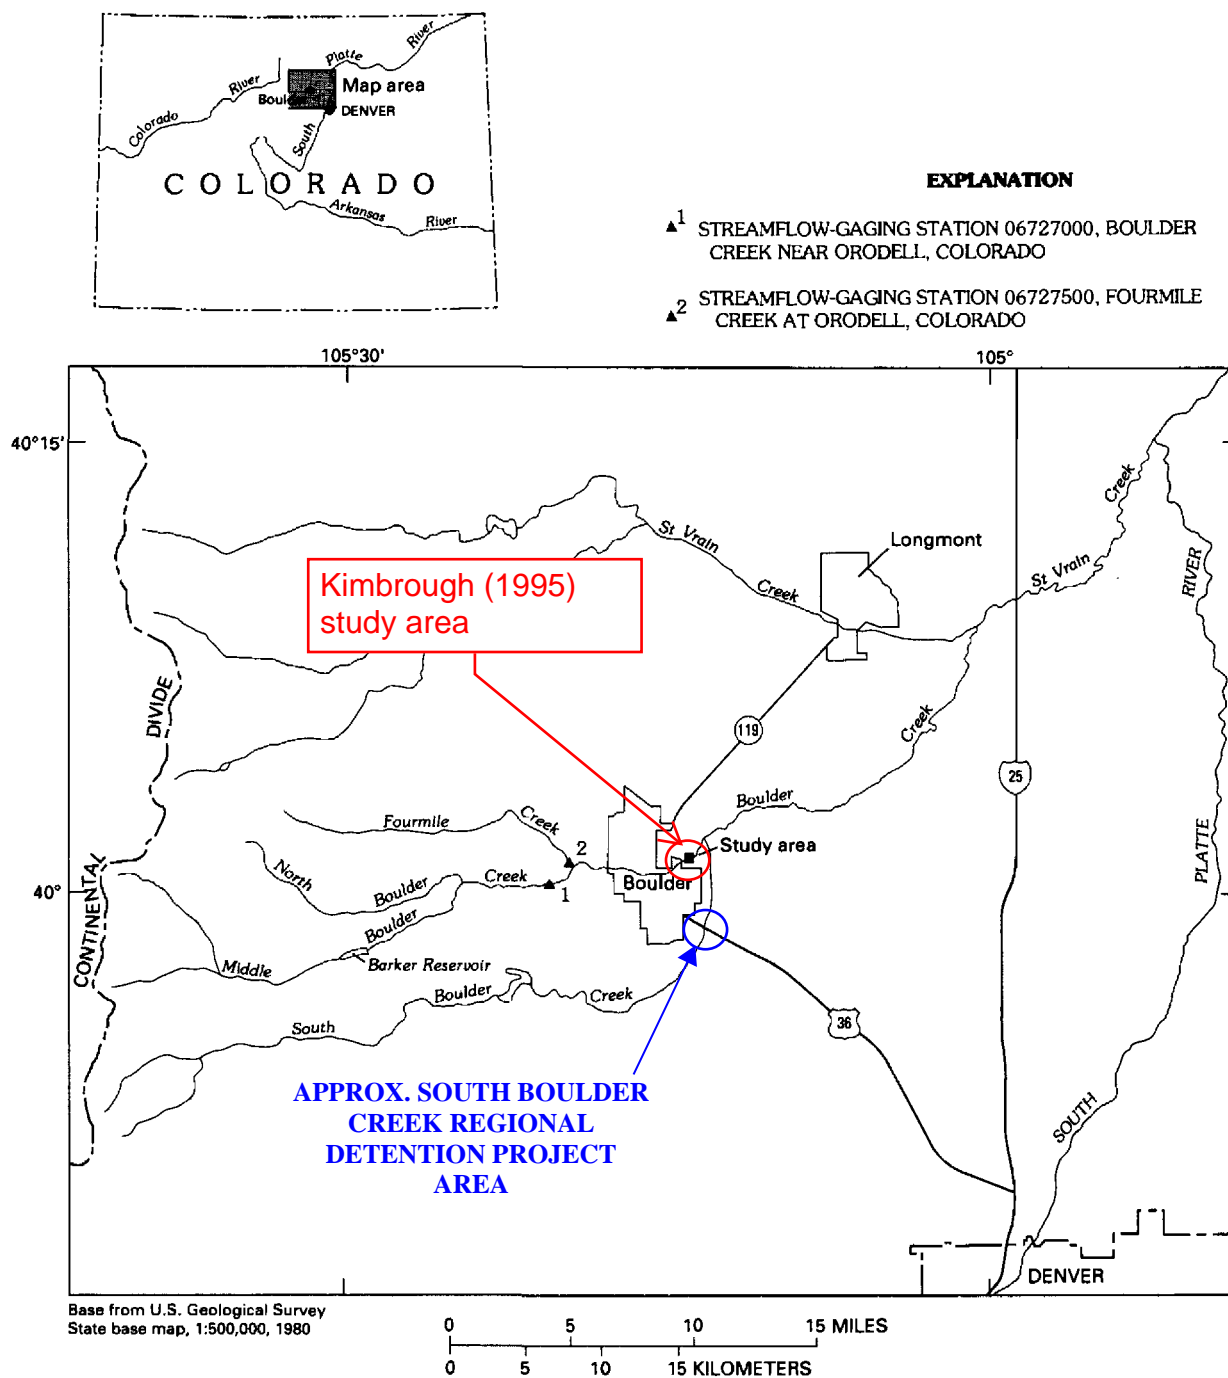 Platte
River
River
Map area
Boulder
DENVER
Colorado
South
COLORADO
Arkansas
River
EXPLANATION
▲1 STREAMFLOW-GAGING STATION 06727000, BOULDER
CREEK NEAR ORODELL, COLORADO
▲2 STREAMFLOW-GAGING STATION 06727500, FOURMILE
CREEK AT ORODELL, COLORADO
105°30'
105°
40°15'
Creek
St Vrain
Longmont
St Vrain
RIVER
Kimbrough (1995)
study area
Creek
DIVIDE
119
Creek
25
Boulder
Fourmile
Creek
Study area
2
PLATTE
North
Creek
Boulder
40°
Boulder
1
CONTINENTAL
Boulder
Middle
Barker Reservoir
Boulder
Creek
South
36
APPROX. SOUTH BOULDER
CREEK REGIONAL
DETENTION PROJECT
AREA
SOUTH
DENVER
Base from U.S. Geological Survey
State base map, 1:500,000, 1980
0 5 10 15 MILES
0 5 10 15 KILOMETERS